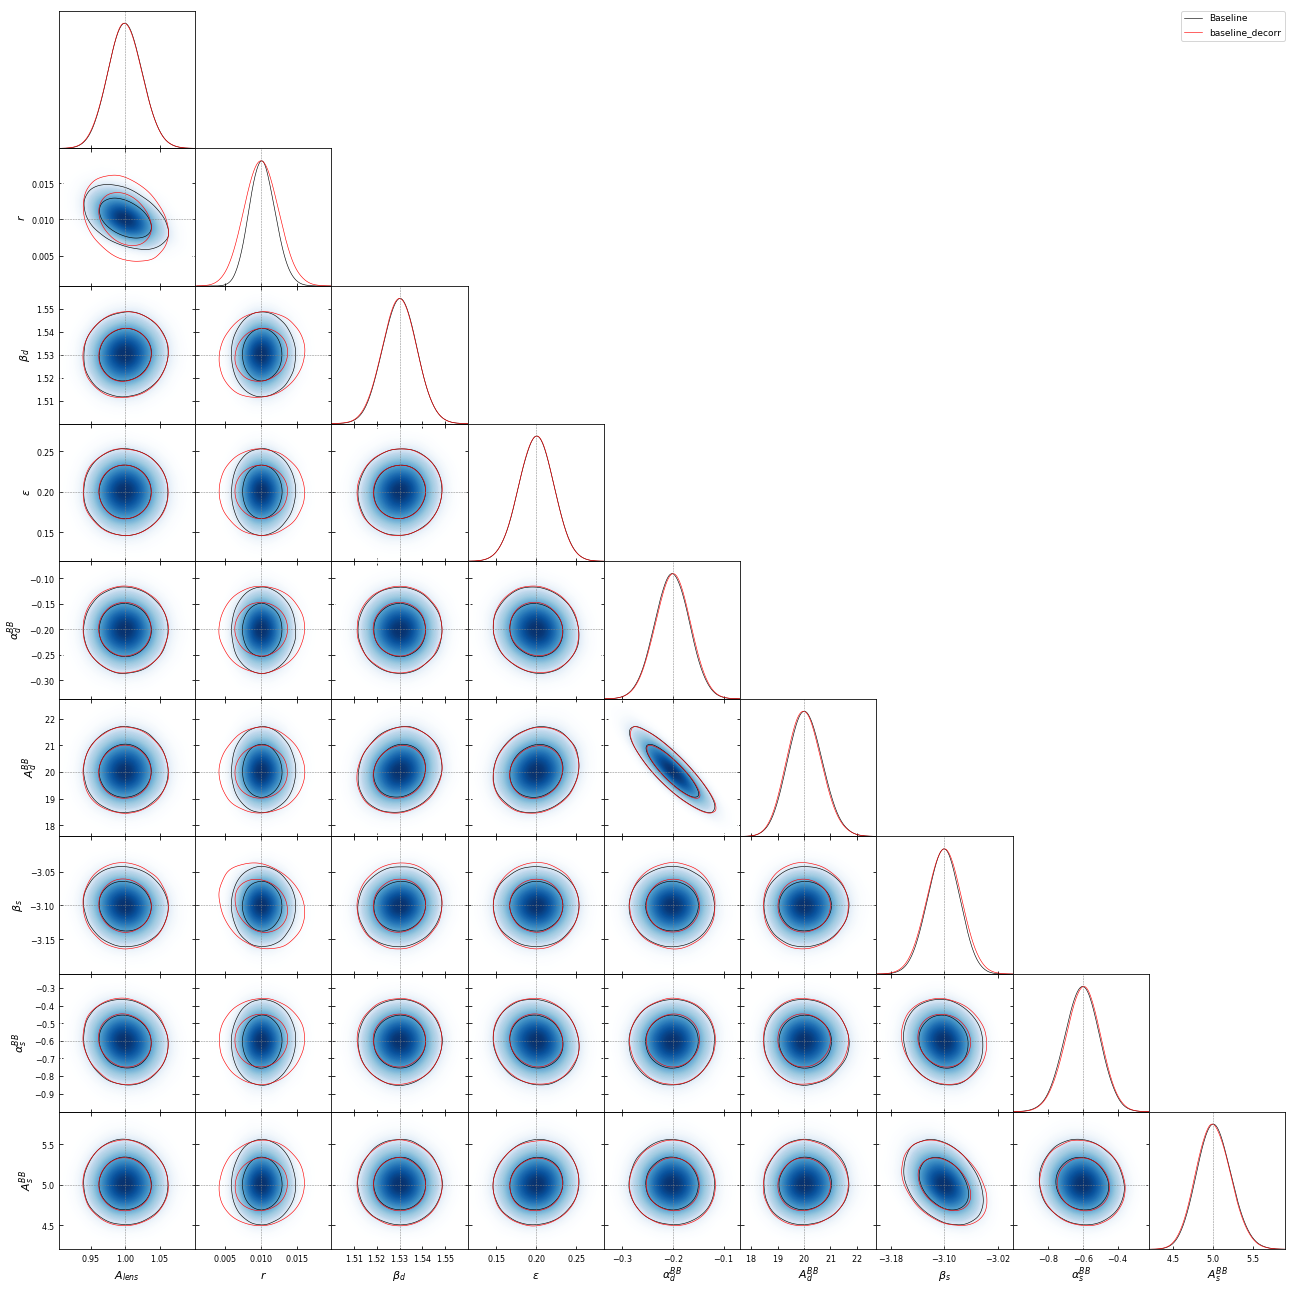 Baseline
baseline_decorr
0.015
0.010
0.005
r
1.55
1.54
1.53
1.52
1.51
β_d
0.25
0.20
0.15
ε
−0.10
−0.15
−0.20
−0.25
−0.30
α_d^{BB}
22
21
20
19
18
A_d^{BB}
−3.05
−3.10
−3.15
β_s
−0.3
−0.4
−0.5
−0.6
−0.7
−0.8
−0.9
α_s^{BB}
5.5
5.0
4.5
A_s^{BB}
0.95 1.00 1.05 0.005 0.010 0.015 1.51 1.52 1.53 1.54 1.55 0.15 0.20 0.25 −0.3 −0.2 −0.1 18 19 20 21 22 −3.18 −3.10 −3.02 −0.8 −0.6 −0.4 4.5 5.0 5.5
A_{lens} r β_d ε α_d^{BB} A_d^{BB} β_s α_s^{BB} A_s^{BB}